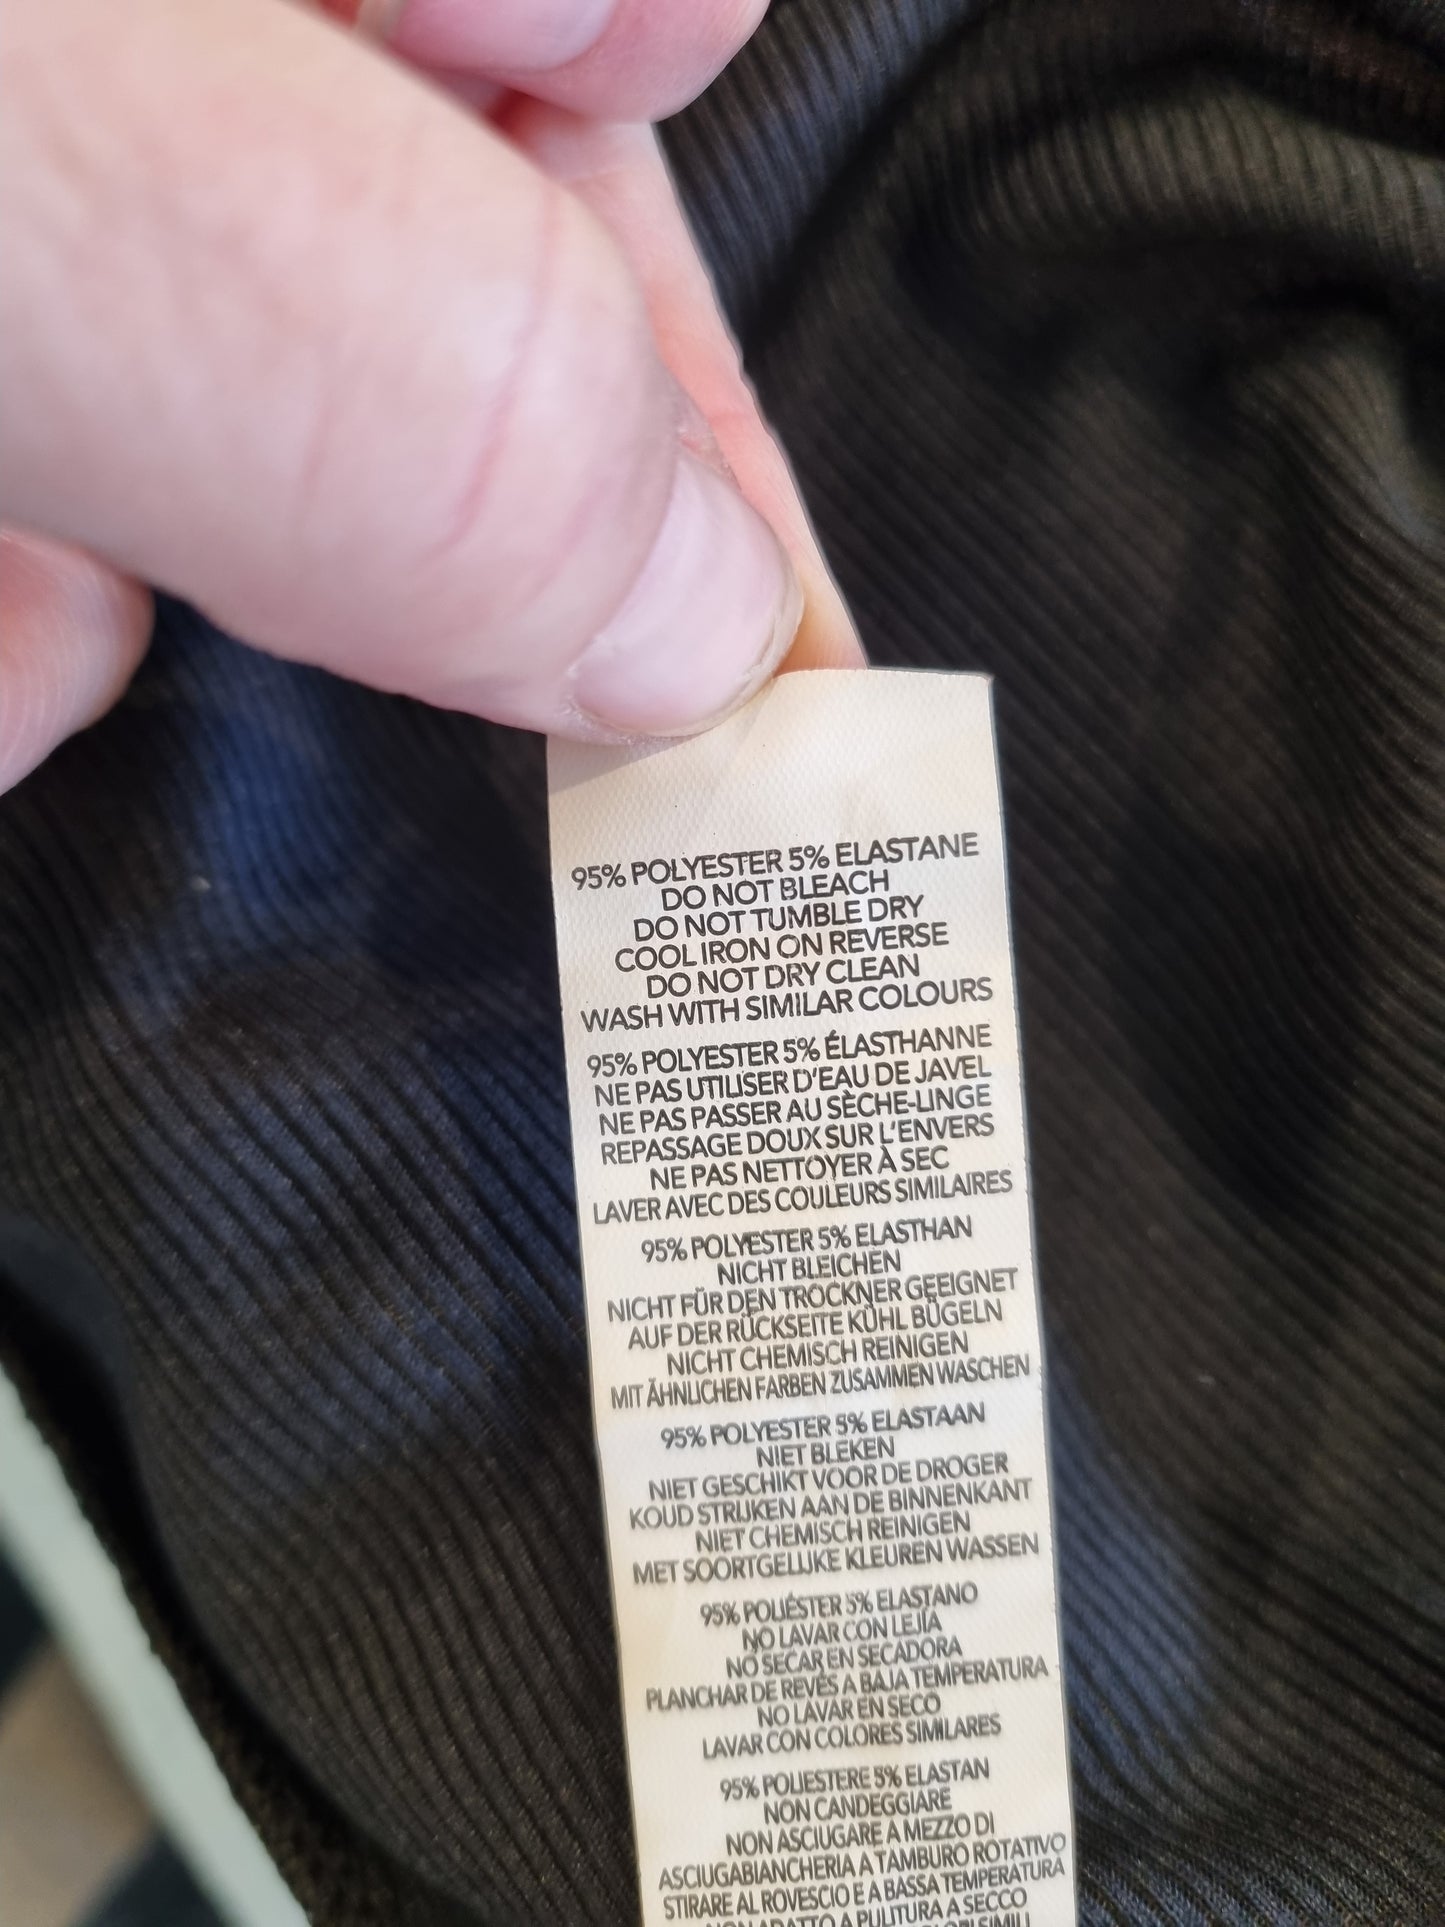 95% POLYESTER 5% ELASTANE
DO NOT BLEACH
DO NOT TUMBLE DRY
COOL IRON ON REVERSE
DO NOT DRY CLEAN
WASH WITH SIMILAR COLOURS
95% POLYESTER 5% ÉLASTHANNE
NE PAS UTILISER D'EAU DE JAVEL
NE PAS PASSER AU SÈCHE-LINGE
REPASSAGE DOUX SUR L'ENVERS
NE PAS NETTOYER À SEC
LAVER AVEC DES COULEURS SIMILAIRES
95% POLYESTER 5% ELASTHAN
NICHT BLEICHEN
NICHT FÜR DEN TROCKNER GEEIGNET
AUF DER RÜCKSEITE KÜHL BÜGELN
NICHT CHEMISCH REINIGEN
MIT ÄHNLICHEN FARBEN ZUSAMMEN WASCHEN
95% POLYESTER 5% ELASTAAN
NIET BLEKEN
NIET GESCHIKT VOOR DE DROGER
KOUD STRIJKEN AAN DE BINNENKANT
NIET CHEMISCH REINIGEN
MET SOORTGELIJKE KLEUREN WASSEN
95% POLIÉSTER 5% ELASTANO
NO LAVAR CON LEJÍA
NO SECAR EN SECADORA
PLANCHAR DE REVÉS A BAJA TEMPERATURA
NO LAVAR EN SECO
LAVAR CON COLORES SIMILARES
95% POLIESTERE 5% ELASTAN
NON CANDEGGIARE
NON ASCIUGARE A MEZZO DI
ASCIUGABIANCHERIA A TAMBURO ROTATIVO
STIRARE AL ROVESCIO E A BASSA TEMPERATURA
NON ADATTO A PULITURA A SECCO